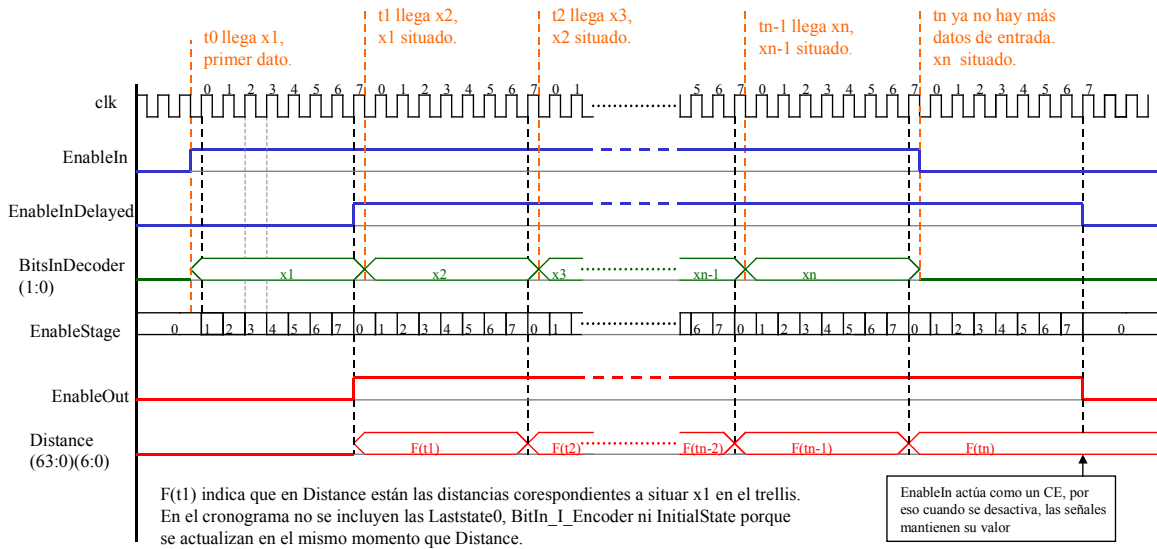 t0 llega x1,
primer dato.
t1 llega x2,
x1 situado.
t2 llega x3,
x2 situado.
tn-1 llega xn,
xn-1 situado.
tn ya no hay más
datos de entrada.
xn situado.
clk
0 1 2 3 4 5 6 7 0 1 2 3 4 5 6 7 0 1 5 6 7 0 1 2 3 4 5 6 7 0 1 2 3 4 5 6 7
EnableIn
EnableInDelayed
BitsInDecoder
(1:0)
x1 x2 x3 xn-1 xn
EnableStage
0 1 2 3 4 5 6 7 0 1 2 3 4 5 6 7 0 1 6 7 0 1 2 3 4 5 6 7 0 1 2 3 4 5 6 7 0
EnableOut
Distance
(63:0)(6:0)
F(t1) F(t2) F(tn-2) F(tn-1) F(tn)
F(t1) indica que en Distance están las distancias corespondientes a situar x1 en el trellis.
En el cronograma no se incluyen las Laststate0, BitIn_I_Encoder ni InitialState porque
se actualizan en el mismo momento que Distance.
EnableIn actúa como un CE, por
eso cuando se desactiva, las señales
mantienen su valor